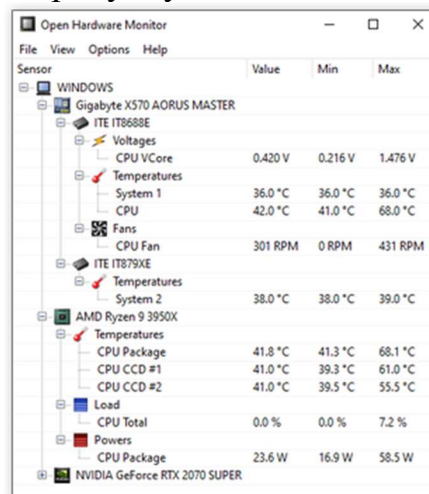 Open Hardware Monitor
File View Options Help
Sensor Value Min Max
WINDOWS
Gigabyte X570 AORUS MASTER
ITE IT8688E
Voltages
CPU VCore 0.420 V 0.216 V 1.476 V
Temperatures
System 1 36.0 °C 36.0 °C 36.0 °C
CPU 42.0 °C 41.0 °C 68.0 °C
Fans
CPU Fan 301 RPM 0 RPM 431 RPM
ITE IT879XE
Temperatures
System 2 38.0 °C 38.0 °C 39.0 °C
AMD Ryzen 9 3950X
Temperatures
CPU Package 41.8 °C 41.3 °C 68.1 °C
CPU CCD #1 41.0 °C 39.3 °C 61.0 °C
CPU CCD #2 41.0 °C 39.5 °C 55.5 °C
Load
CPU Total 0.0 % 0.0 % 7.2 %
Powers
CPU Package 23.6 W 16.9 W 58.5 W
NVIDIA GeForce RTX 2070 SUPER